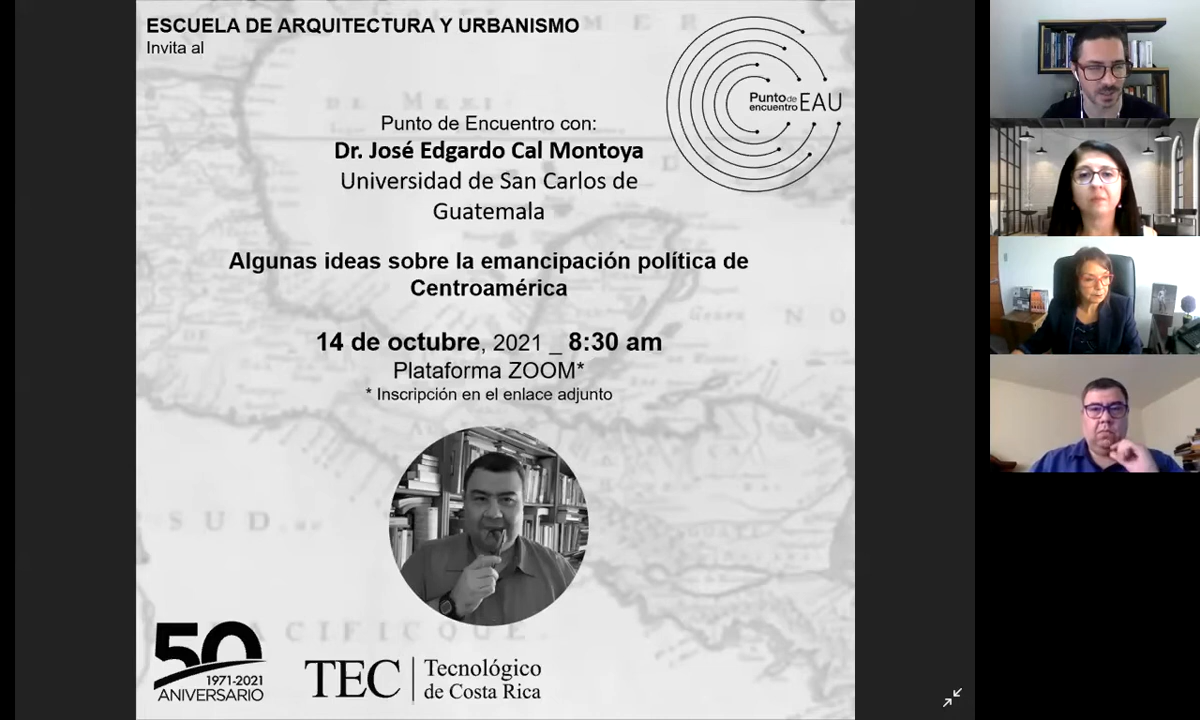 ESCUELA DE ARQUITECTURA Y URBANISMO
Invita al
Punto de
encuentro EAU
Punto de Encuentro con:
Dr. José Edgardo Cal Montoya
Universidad de San Carlos de
Guatemala
Algunas ideas sobre la emancipación política de
Centroamérica
14 de octubre, 2021 _ 8:30 am
Plataforma ZOOM*
* Inscripción en el enlace adjunto
SUD
PACIFICQUE.
50
1971-2021
ANIVERSARIO
TEC
Tecnológico
de Costa Rica